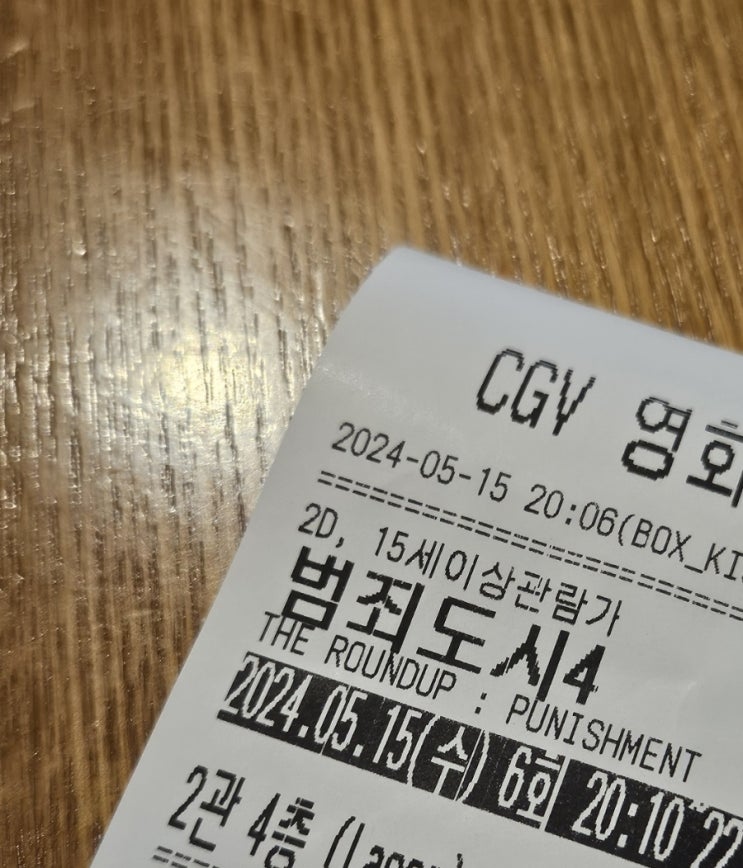 CGV 영화
2024-05-15 20:06(BOX_KI
2D, 15세이상관람가
범죄도시4
THE ROUNDUP : PUNISHMENT
2024.05.15(수) 6회 20:10~22
2관 4층